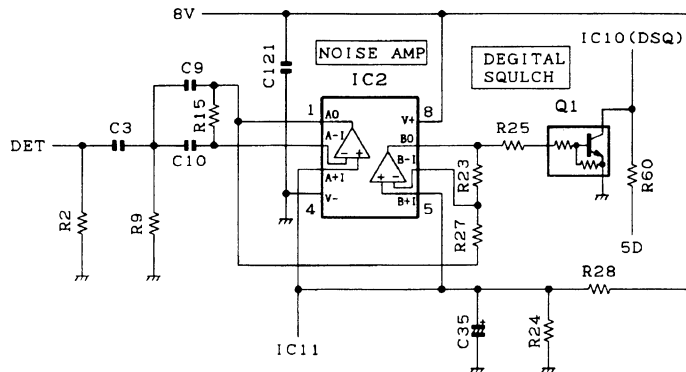 8V
IC10(DSQ)
C121
NOISE AMP
DEGITAL
SQULCH
IC2
C9
Q1
1
AO
V+
8
R15
A-I
BO
R25
C3
DET
C10
B-I
R23
R60
A+I
V-
B+I
4
5
R2
R9
R27
5D
R28
C35
+
R24
IC11